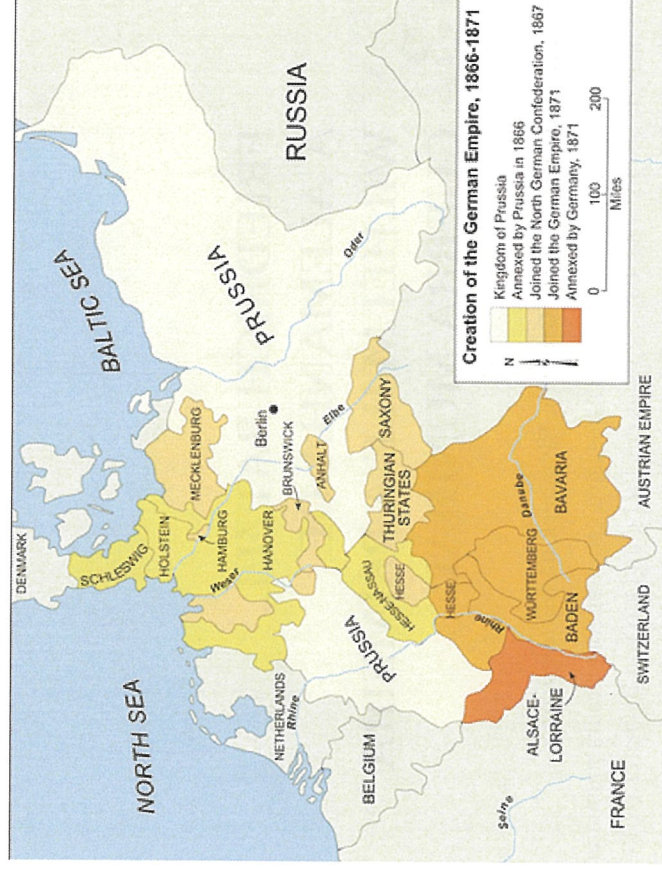 DENMARK
BALTIC SEA
NORTH SEA
SCHLESWIG
HOLSTEIN
MECKLENBURG
HAMBURG
Weser
HANOVER
Berlin
BRUNSWICK
ANHALT
Elbe
PRUSSIA
Oder
RUSSIA
NETHERLANDS
Rhine
PRUSSIA
BELGIUM
HESSE-NASSAU
HESSE
THURINGIAN
STATES
SAXONY
HESSE
Rhine
WÜRTTEMBERG
BADEN
Danube
BAVARIA
ALSACE-
LORRAINE
Seine
FRANCE
SWITZERLAND
AUSTRIAN EMPIRE
Creation of the German Empire, 1866-1871
Kingdom of Prussia
Annexed by Prussia in 1866
Joined the North German Confederation, 1867
Joined the German Empire, 1871
Annexed by Germany, 1871
N
0 100 200
Miles